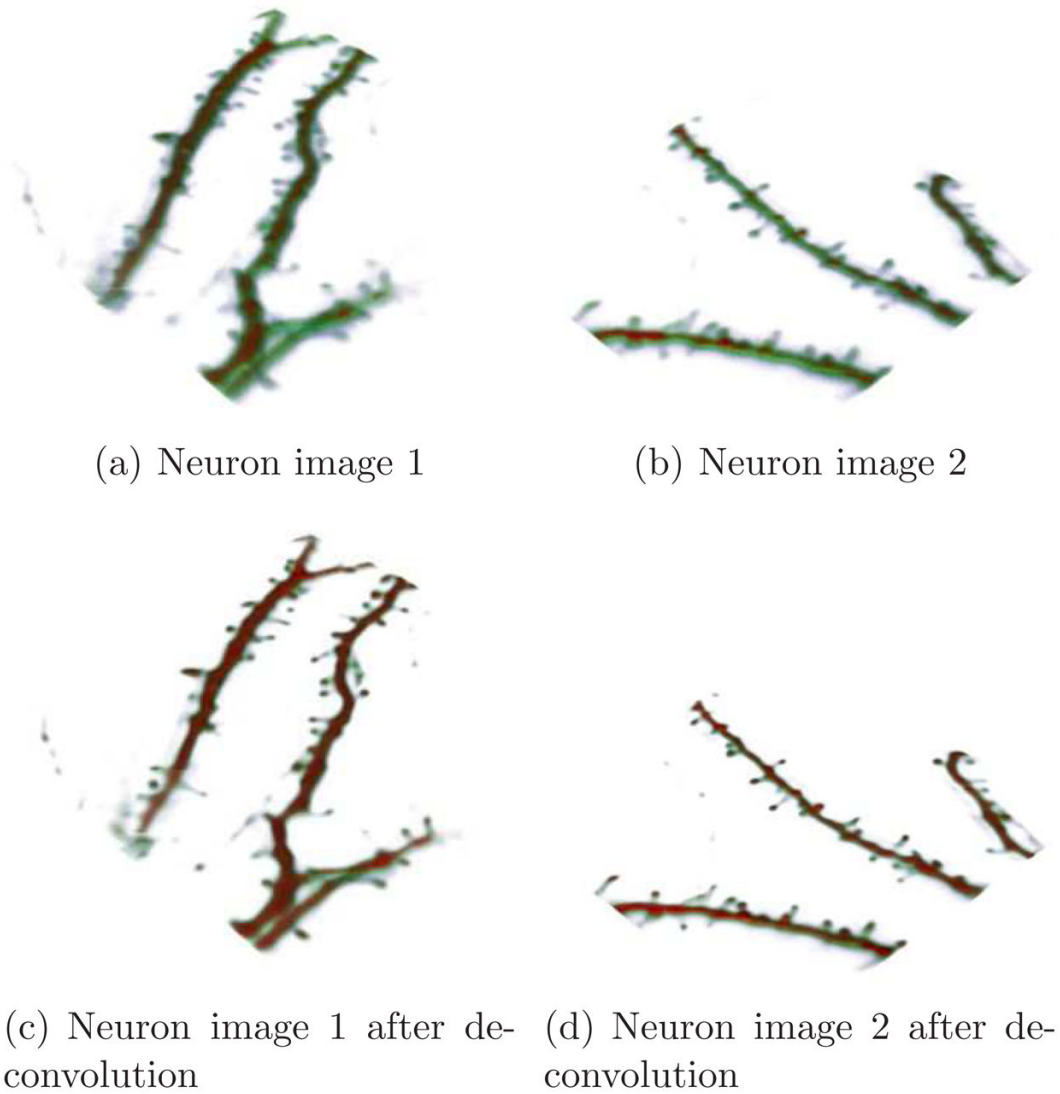 (a) Neuron image 1
(b) Neuron image 2
(c) Neuron image 1 after de-
convolution
(d) Neuron image 2 after de-
convolution